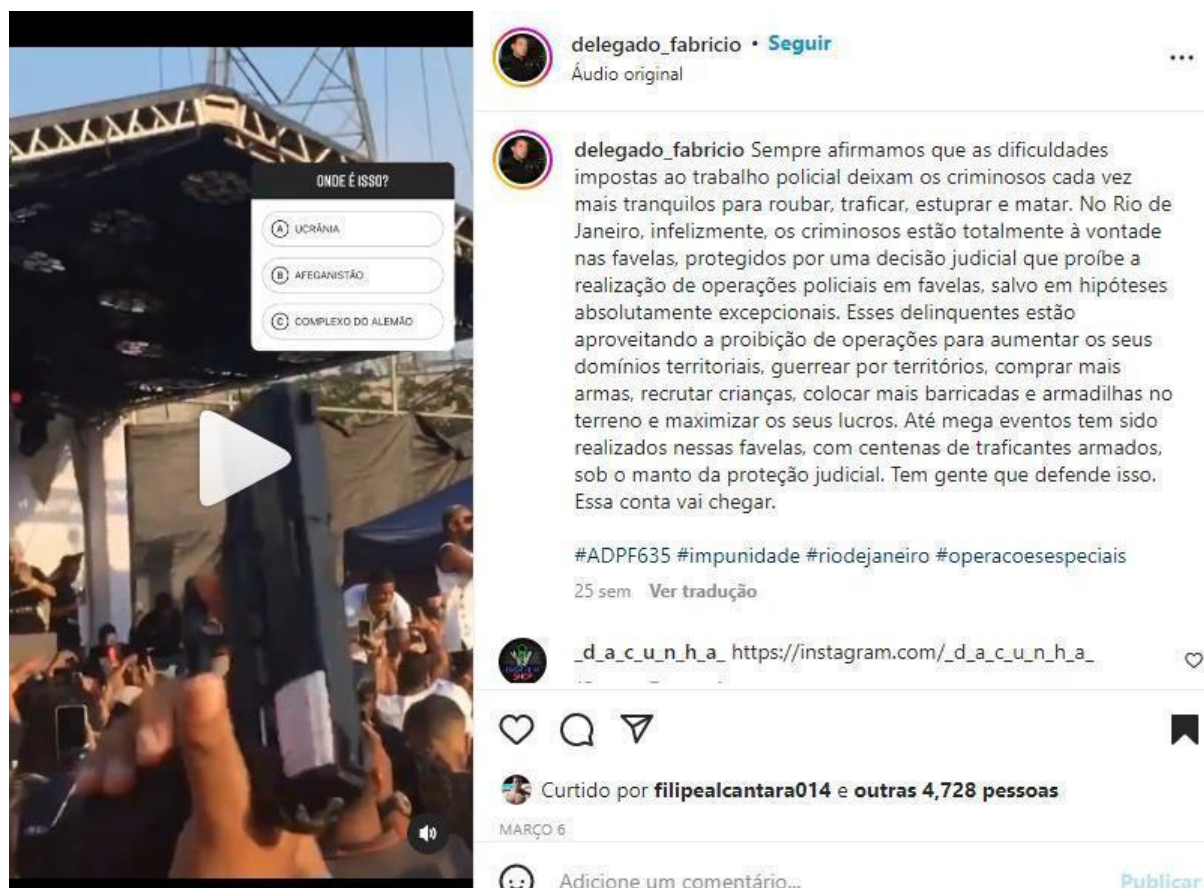 ONDE É ISSO?
A UCRÂNIA
B AFEGANISTÃO
C COMPLEXO DO ALEMÃO
delegado_fabricio • Seguir
Áudio original
delegado_fabricio Sempre afirmamos que as dificuldades
impostas ao trabalho policial deixam os criminosos cada vez
mais tranquilos para roubar, traficar, estuprar e matar. No Rio de
Janeiro, infelizmente, os criminosos estão totalmente à vontade
nas favelas, protegidos por uma decisão judicial que proíbe a
realização de operações policiais em favelas, salvo em hipóteses
absolutamente excepcionais. Esses delinquentes estão
aproveitando a proibição de operações para aumentar os seus
domínios territoriais, guerrear por territórios, comprar mais
armas, recrutar crianças, colocar mais barricadas e armadilhas no
terreno e maximizar os seus lucros. Até mega eventos tem sido
realizados nessas favelas, com centenas de traficantes armados,
sob o manto da proteção judicial. Tem gente que defende isso.
Essa conta vai chegar.
#ADPF635 #impunidade #riodejaneiro #operacoesespeciais
25 sem Ver tradução
_d_a_c_u_n_h_a_ https://instagram.com/_d_a_c_u_n_h_a_
SHOP
Curtido por filipealcantara014 e outras 4,728 pessoas
MARÇO 6
Adicione um comentário...
Publicar